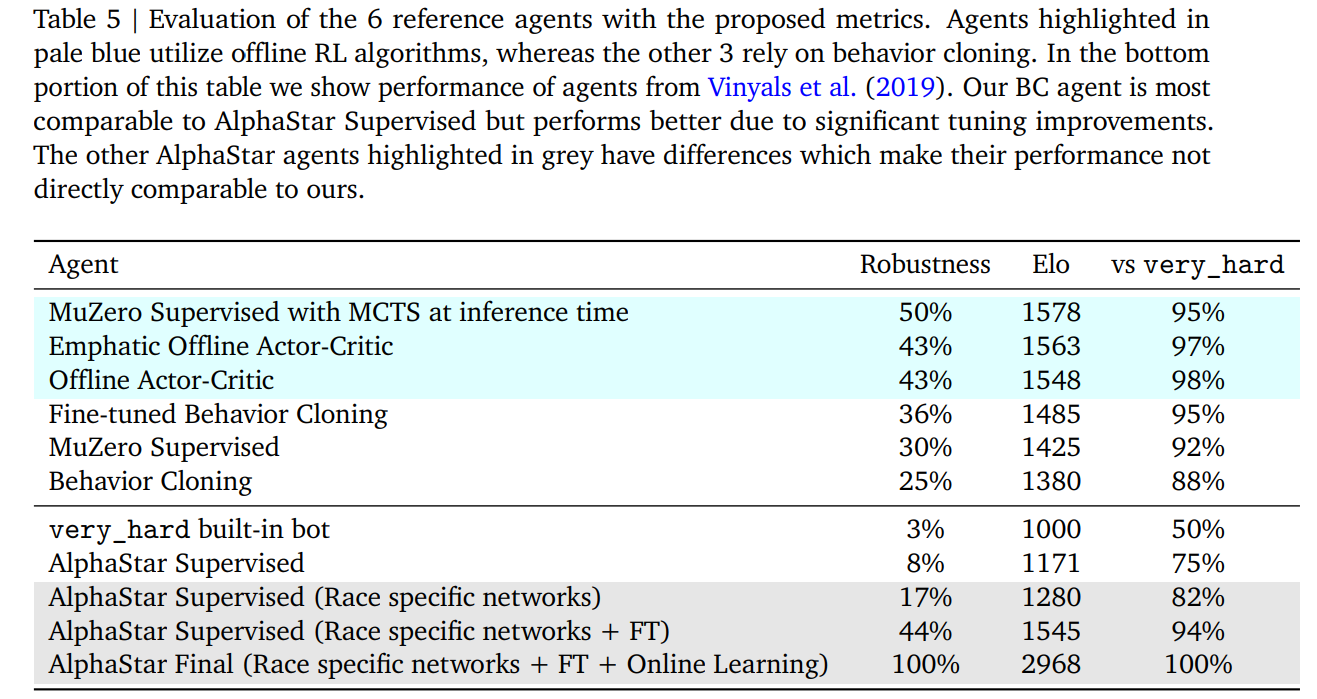 Table 5 | Evaluation of the 6 reference agents with the proposed metrics. Agents highlighted in
pale blue utilize offline RL algorithms, whereas the other 3 rely on behavior cloning. In the bottom
portion of this table we show performance of agents from Vinyals et al. (2019). Our BC agent is most
comparable to AlphaStar Supervised but performs better due to significant tuning improvements.
The other AlphaStar agents highlighted in grey have differences which make their performance not
directly comparable to ours.
Agent Robustness Elo vs very_hard
MuZero Supervised with MCTS at inference time 50% 1578 95%
Emphatic Offline Actor-Critic 43% 1563 97%
Offline Actor-Critic 43% 1548 98%
Fine-tuned Behavior Cloning 36% 1485 95%
MuZero Supervised 30% 1425 92%
Behavior Cloning 25% 1380 88%
very_hard built-in bot 3% 1000 50%
AlphaStar Supervised 8% 1171 75%
AlphaStar Supervised (Race specific networks) 17% 1280 82%
AlphaStar Supervised (Race specific networks + FT) 44% 1545 94%
AlphaStar Final (Race specific networks + FT + Online Learning) 100% 2968 100%